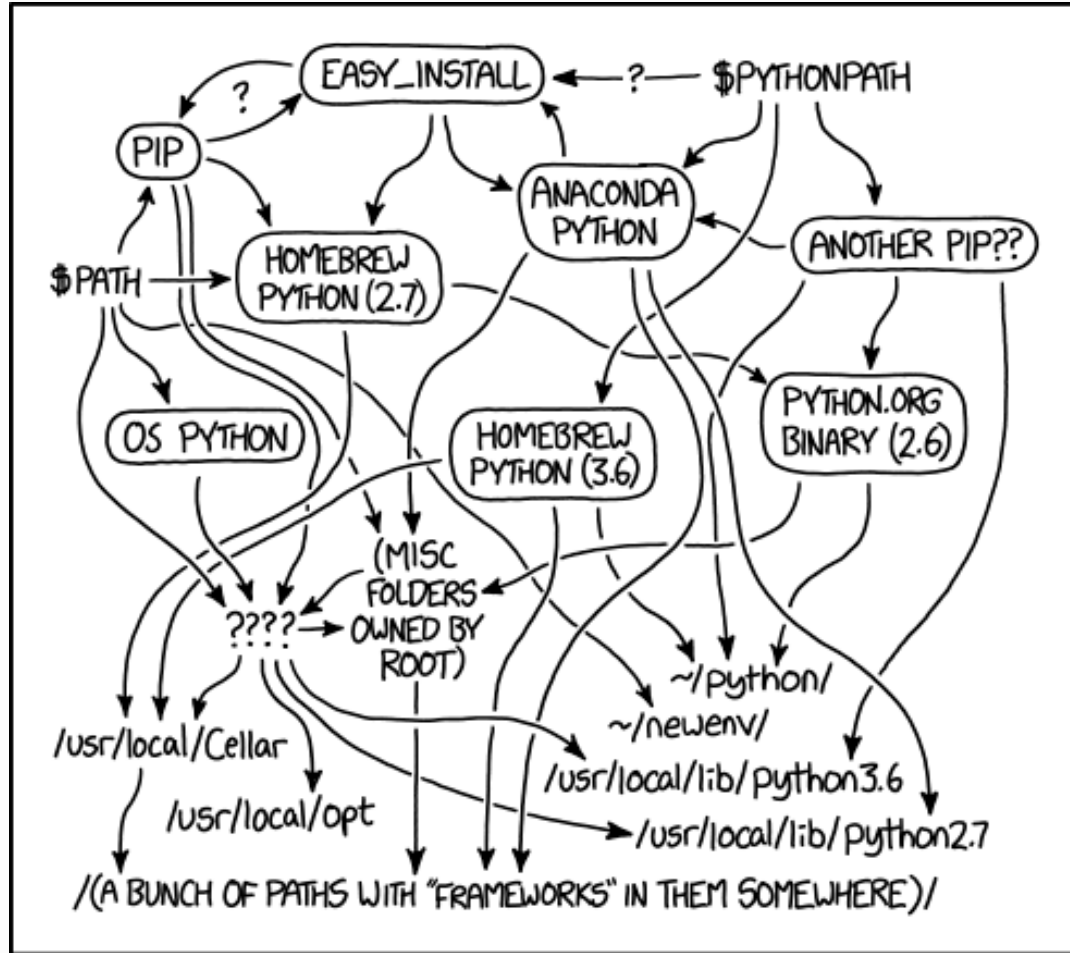 EASY_INSTALL
?
$PYTHONPATH
?
PIP
ANACONDA
PYTHON
ANOTHER PIP??
HOMEBREW
PYTHON (2.7)
$PATH
PYTHON.ORG
BINARY (2.6)
OS PYTHON
HOMEBREW
PYTHON (3.6)
(MISC
FOLDERS
OWNED BY
ROOT)
????
~/python/
~/newenv/
/usr/local/Cellar
/usr/local/lib/python3.6
/usr/local/opt
/usr/local/lib/python2.7
/(A BUNCH OF PATHS WITH "FRAMEWORKS" IN THEM SOMEWHERE)/